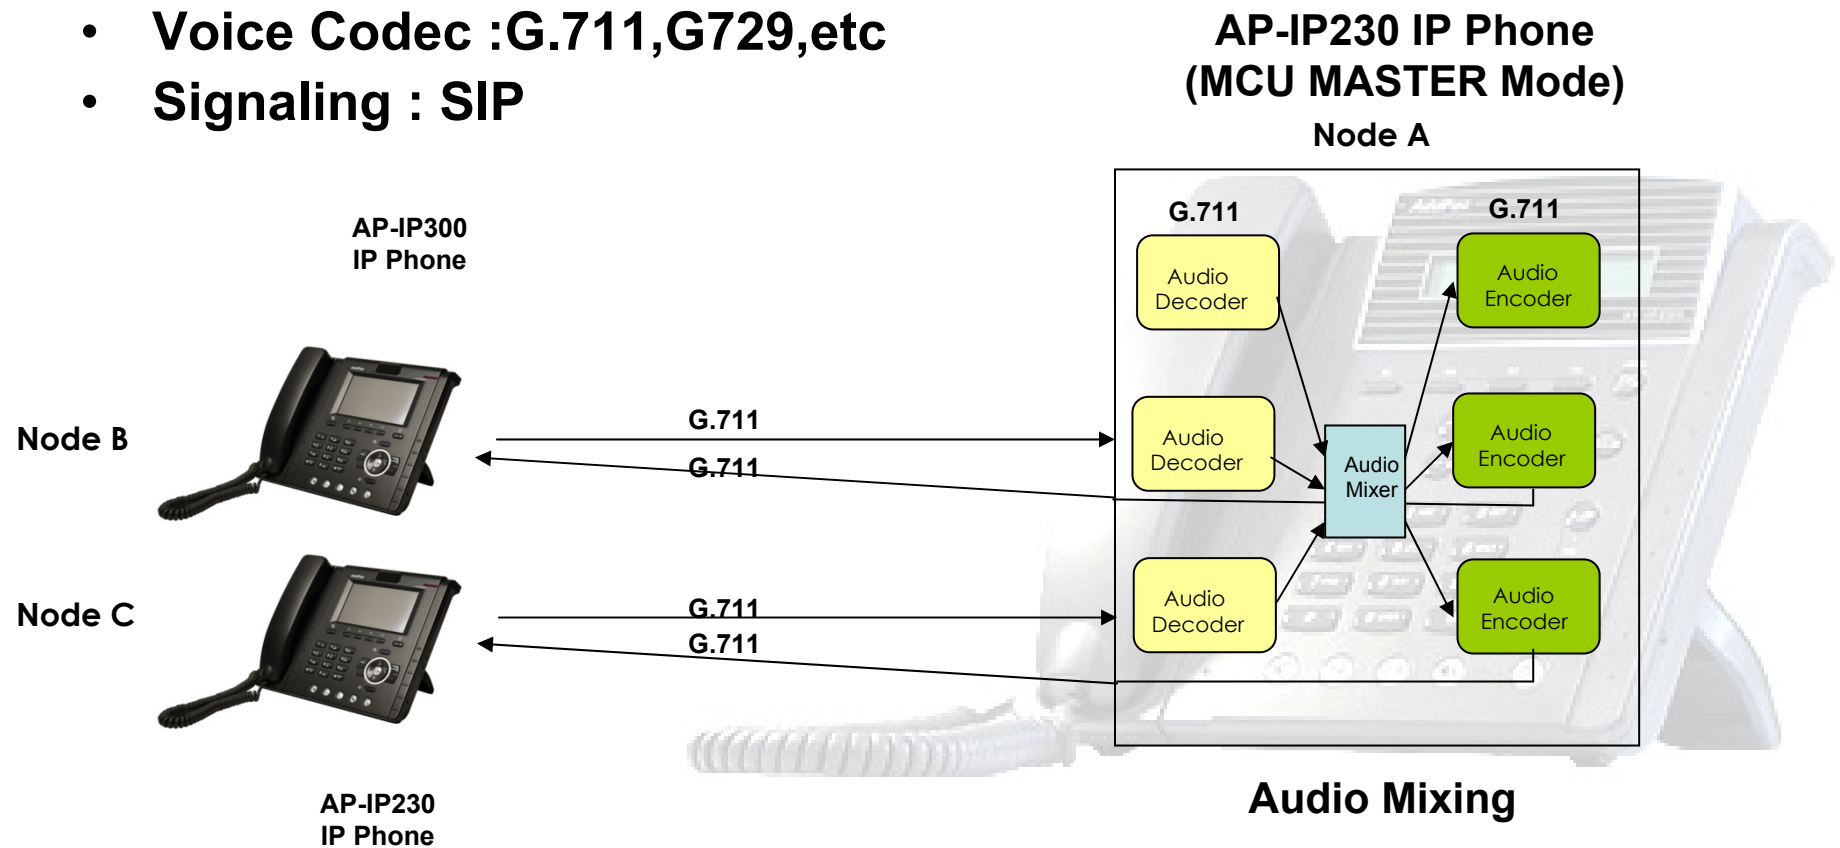 • Voice Codec :G.711,G729,etc
• Signaling : SIP
AP-IP230 IP Phone
(MCU MASTER Mode)
Node A
AP-IP300
IP Phone
G.711
G.711
Audio
Decoder
Audio
Encoder
Node B
G.711
G.711
Audio
Decoder
Audio
Mixer
Audio
Encoder
Node C
G.711
G.711
Audio
Decoder
Audio
Encoder
AP-IP230
IP Phone
Audio Mixing